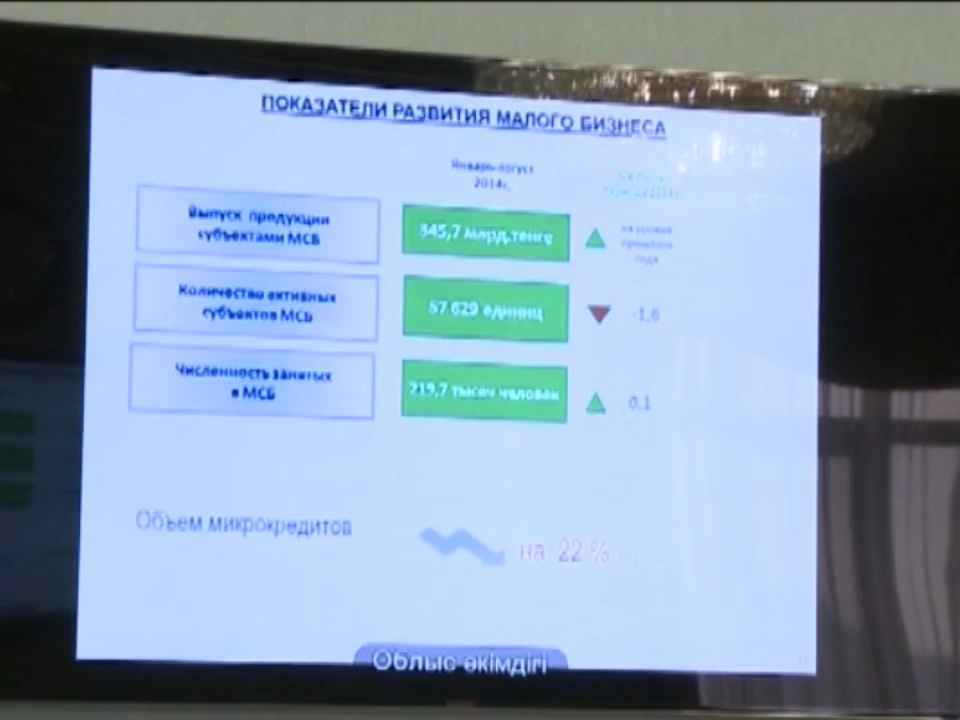 ПОКАЗАТЕЛИ РАЗВИТИЯ МАЛОГО БИЗНЕСА
Январь-август
2014г.
Выпуск продукции
субъектами МСБ
345,7 млрд.тенге
на уровне
прошлого
года
Количество активных
субъектов МСБ
57 629 единиц
-1,6
Численность занятых
в МСБ
219,7 тысяч человек
0,1
Объем микрокредитов
на 22 %
Облыс әкімдігі